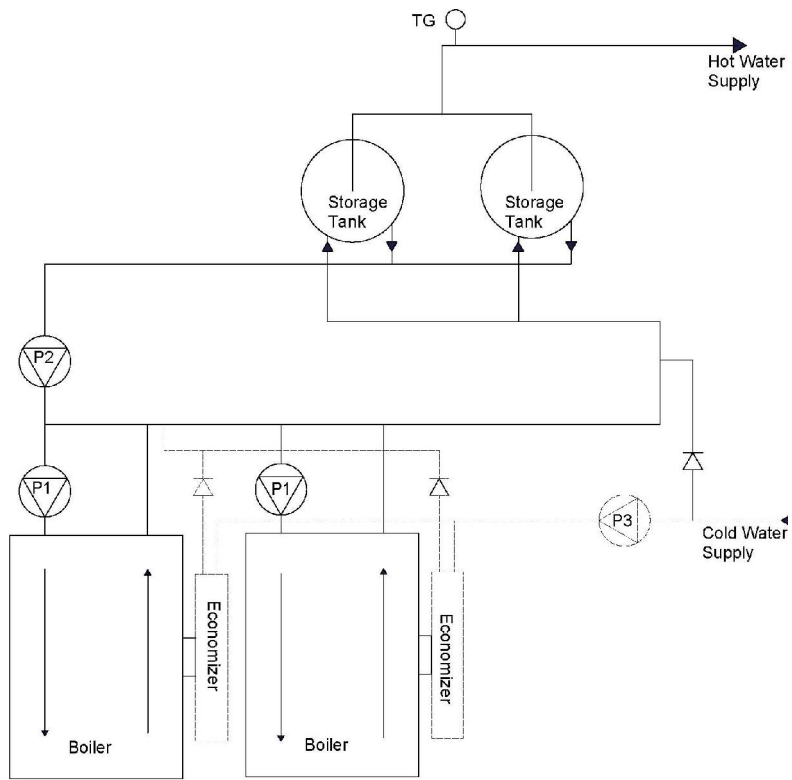 TG
Hot Water
Supply
Storage
Tank
Storage
Tank
P2
P1
P1
P3
Cold Water
Supply
Economizer
Economizer
Boiler
Boiler